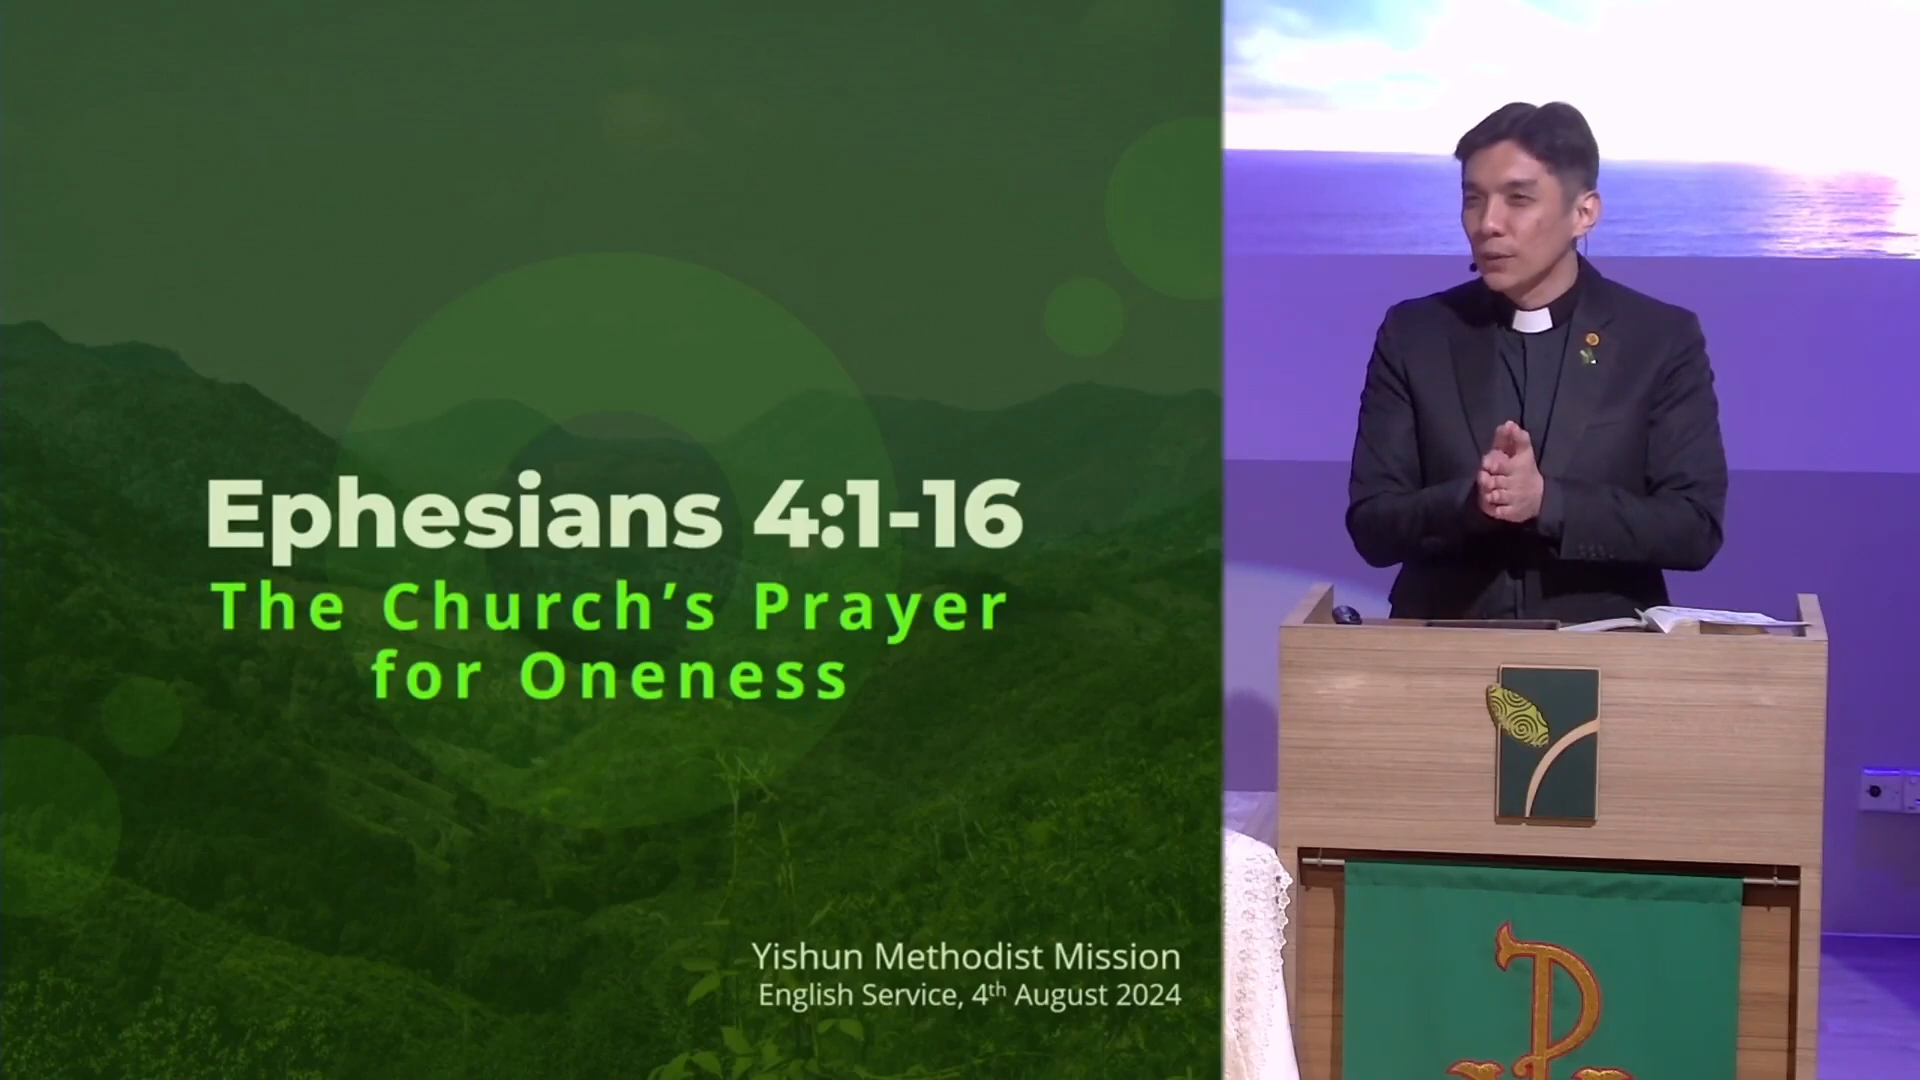 Ephesians 4:1-16
The Church's Prayer
for Oneness
Yishun Methodist Mission
English Service, 4th August 2024